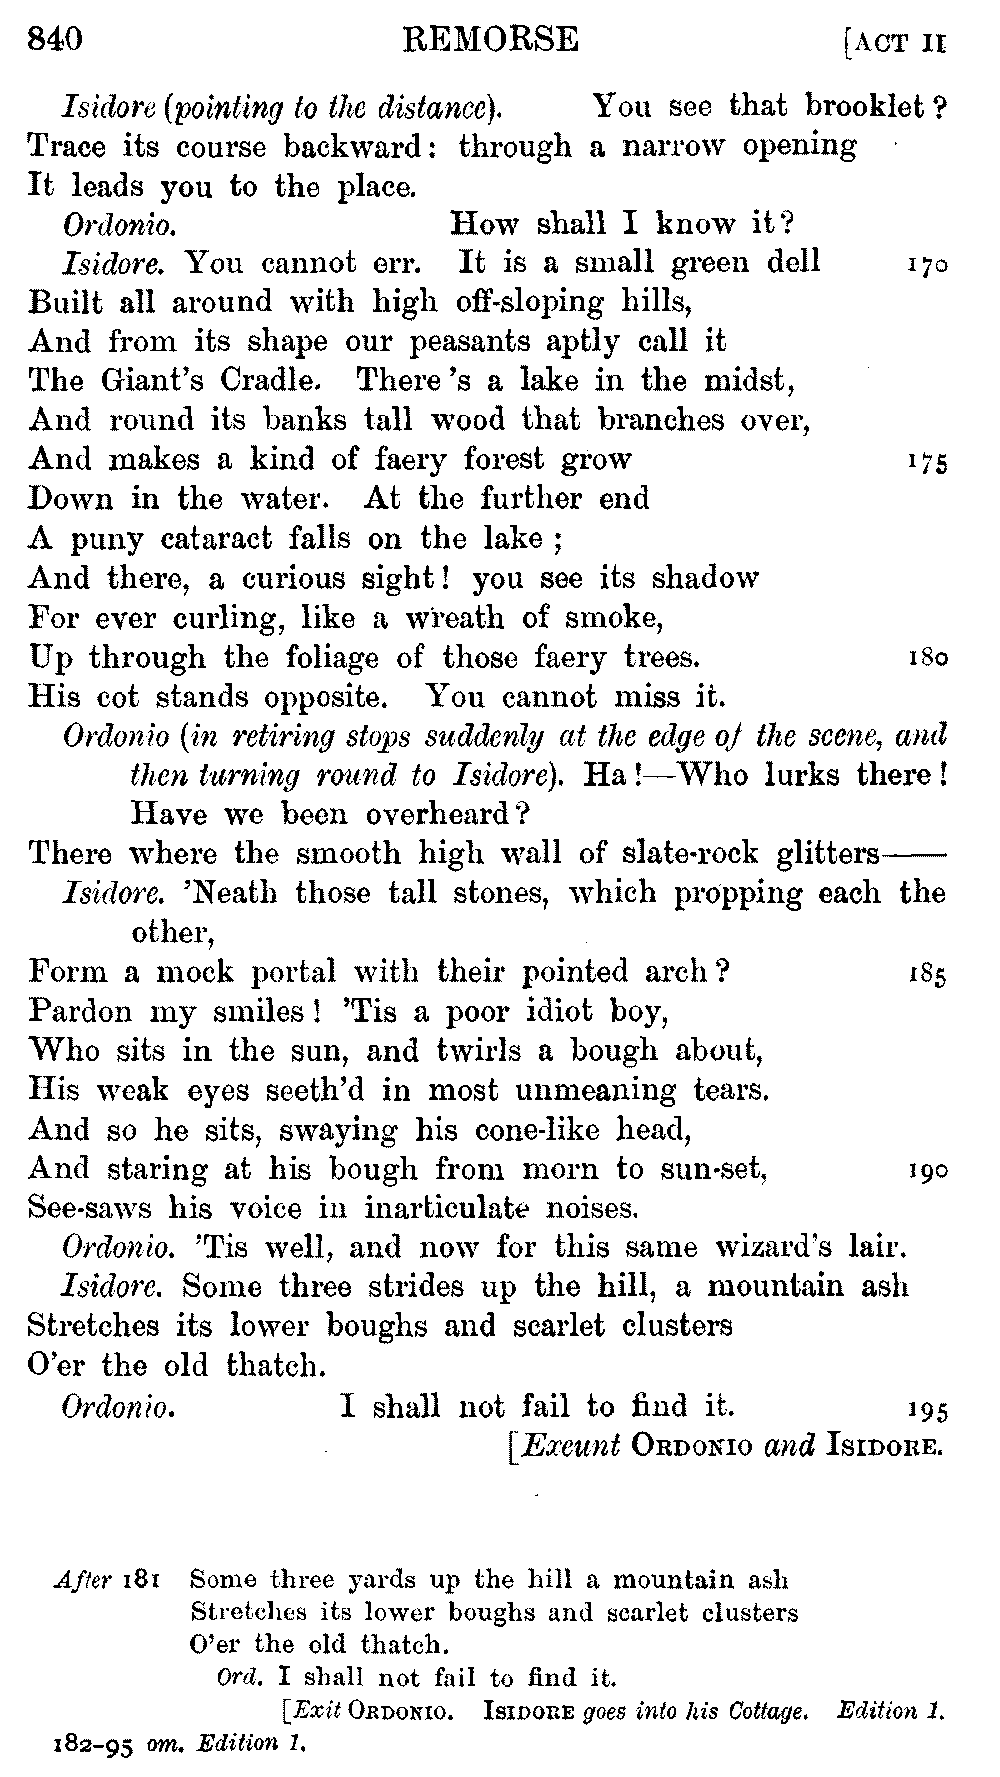 840 REMORSE [ACT II
Isidore (pointing to the distance). You see that brooklet?
Trace its course backward: through a narrow opening
It leads you to the place.
Ordonio. How shall I know it?
Isidore. You cannot err. It is a small green dell 170
Built all around with high off-sloping hills,
And from its shape our peasants aptly call it
The Giant's Cradle. There's a lake in the midst,
And round its banks tall wood that branches over,
And makes a kind of faery forest grow 175
Down in the water. At the further end
A puny cataract falls on the lake;
And there, a curious sight! you see its shadow
For ever curling, like a wreath of smoke,
Up through the foliage of those faery trees. 180
His cot stands opposite. You cannot miss it.
Ordonio (in retiring stops suddenly at the edge of the scene, and
then turning round to Isidore). Ha!—Who lurks there!
Have we been overheard?
There where the smooth high wall of slate-rock glitters——
Isidore. 'Neath those tall stones, which propping each the
other,
Form a mock portal with their pointed arch? 185
Pardon my smiles! 'Tis a poor idiot boy,
Who sits in the sun, and twirls a bough about,
His weak eyes seeth'd in most unmeaning tears.
And so he sits, swaying his cone-like head,
And staring at his bough from morn to sun-set, 190
See-saws his voice in inarticulate noises.
Ordonio. 'Tis well, and now for this same wizard's lair.
Isidore. Some three strides up the hill, a mountain ash
Stretches its lower boughs and scarlet clusters
O'er the old thatch.
Ordonio. I shall not fail to find it. 195
[Exeunt ORDONIO and ISIDORE.
After 181 Some three yards up the hill a mountain ash
Stretches its lower boughs and scarlet clusters
O'er the old thatch.
Ord. I shall not fail to find it.
[Exit ORDONIO. ISIDORE goes into his Cottage. Edition 1.
182-95 om. Edition 1.